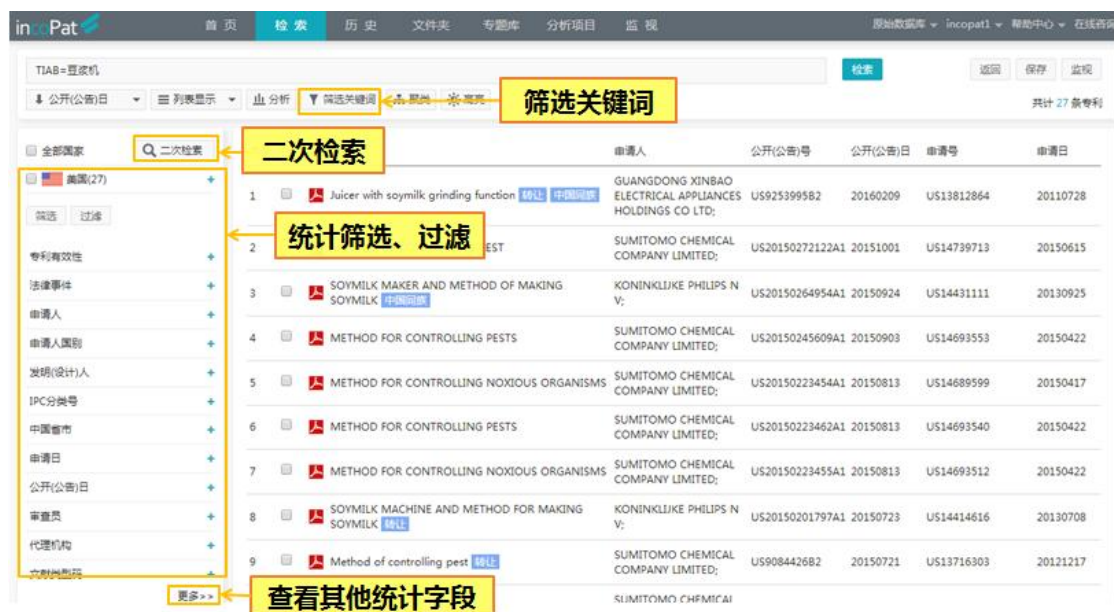 incoPat
首页 检索 历史 文件夹 专题库 分析项目 监视 原始数据库 incopat1 帮助中心 在线咨询
TIAB=豆浆机 检索 返回 保存 监视
公开(公告)日 列表显示 分析 筛选关键词 聚类 高亮 筛选关键词 共计 27 条专利
全部国家 二次检索 二次检索 申请人 公开(公告)号 公开(公告)日 申请号 申请日
美国(27) +
筛选 过滤
统计筛选、过滤
专利有效性 +
法律事件 +
申请人 +
申请人国别 +
发明(设计)人 +
IPC分类号 +
中国省市 +
申请日 +
公开(公告)日 +
审查员 +
代理机构 +
文献类型码 +
更多>> 查看其他统计字段
1 Juicer with soymilk grinding function 转让 中国同族 GUANGDONG XINBAO ELECTRICAL APPLIANCES HOLDINGS CO LTD; US9253995B2 20160209 US13812864 20110728
2 EST SUMITOMO CHEMICAL COMPANY LIMITED; US20150272122A1 20151001 US14739713 20150615
3 SOYMILK MAKER AND METHOD OF MAKING SOYMILK 中国同族 KONINKLIJKE PHILIPS N V; US20150264954A1 20150924 US14431111 20130925
4 METHOD FOR CONTROLLING PESTS SUMITOMO CHEMICAL COMPANY LIMITED; US20150245609A1 20150903 US14693553 20150422
5 METHOD FOR CONTROLLING NOXIOUS ORGANISMS SUMITOMO CHEMICAL COMPANY LIMITED; US20150223454A1 20150813 US14689599 20150417
6 METHOD FOR CONTROLLING PESTS SUMITOMO CHEMICAL COMPANY LIMITED; US20150223462A1 20150813 US14693540 20150422
7 METHOD FOR CONTROLLING NOXIOUS ORGANISMS SUMITOMO CHEMICAL COMPANY LIMITED; US20150223455A1 20150813 US14693512 20150422
8 SOYMILK MACHINE AND METHOD FOR MAKING SOYMILK 转让 KONINKLIJKE PHILIPS N V; US20150201797A1 20150723 US14414616 20130708
9 Method of controlling pest 转让 SUMITOMO CHEMICAL COMPANY LIMITED; US9084426B2 20150721 US13716303 20121217
SUMITOMO CHEMICAL